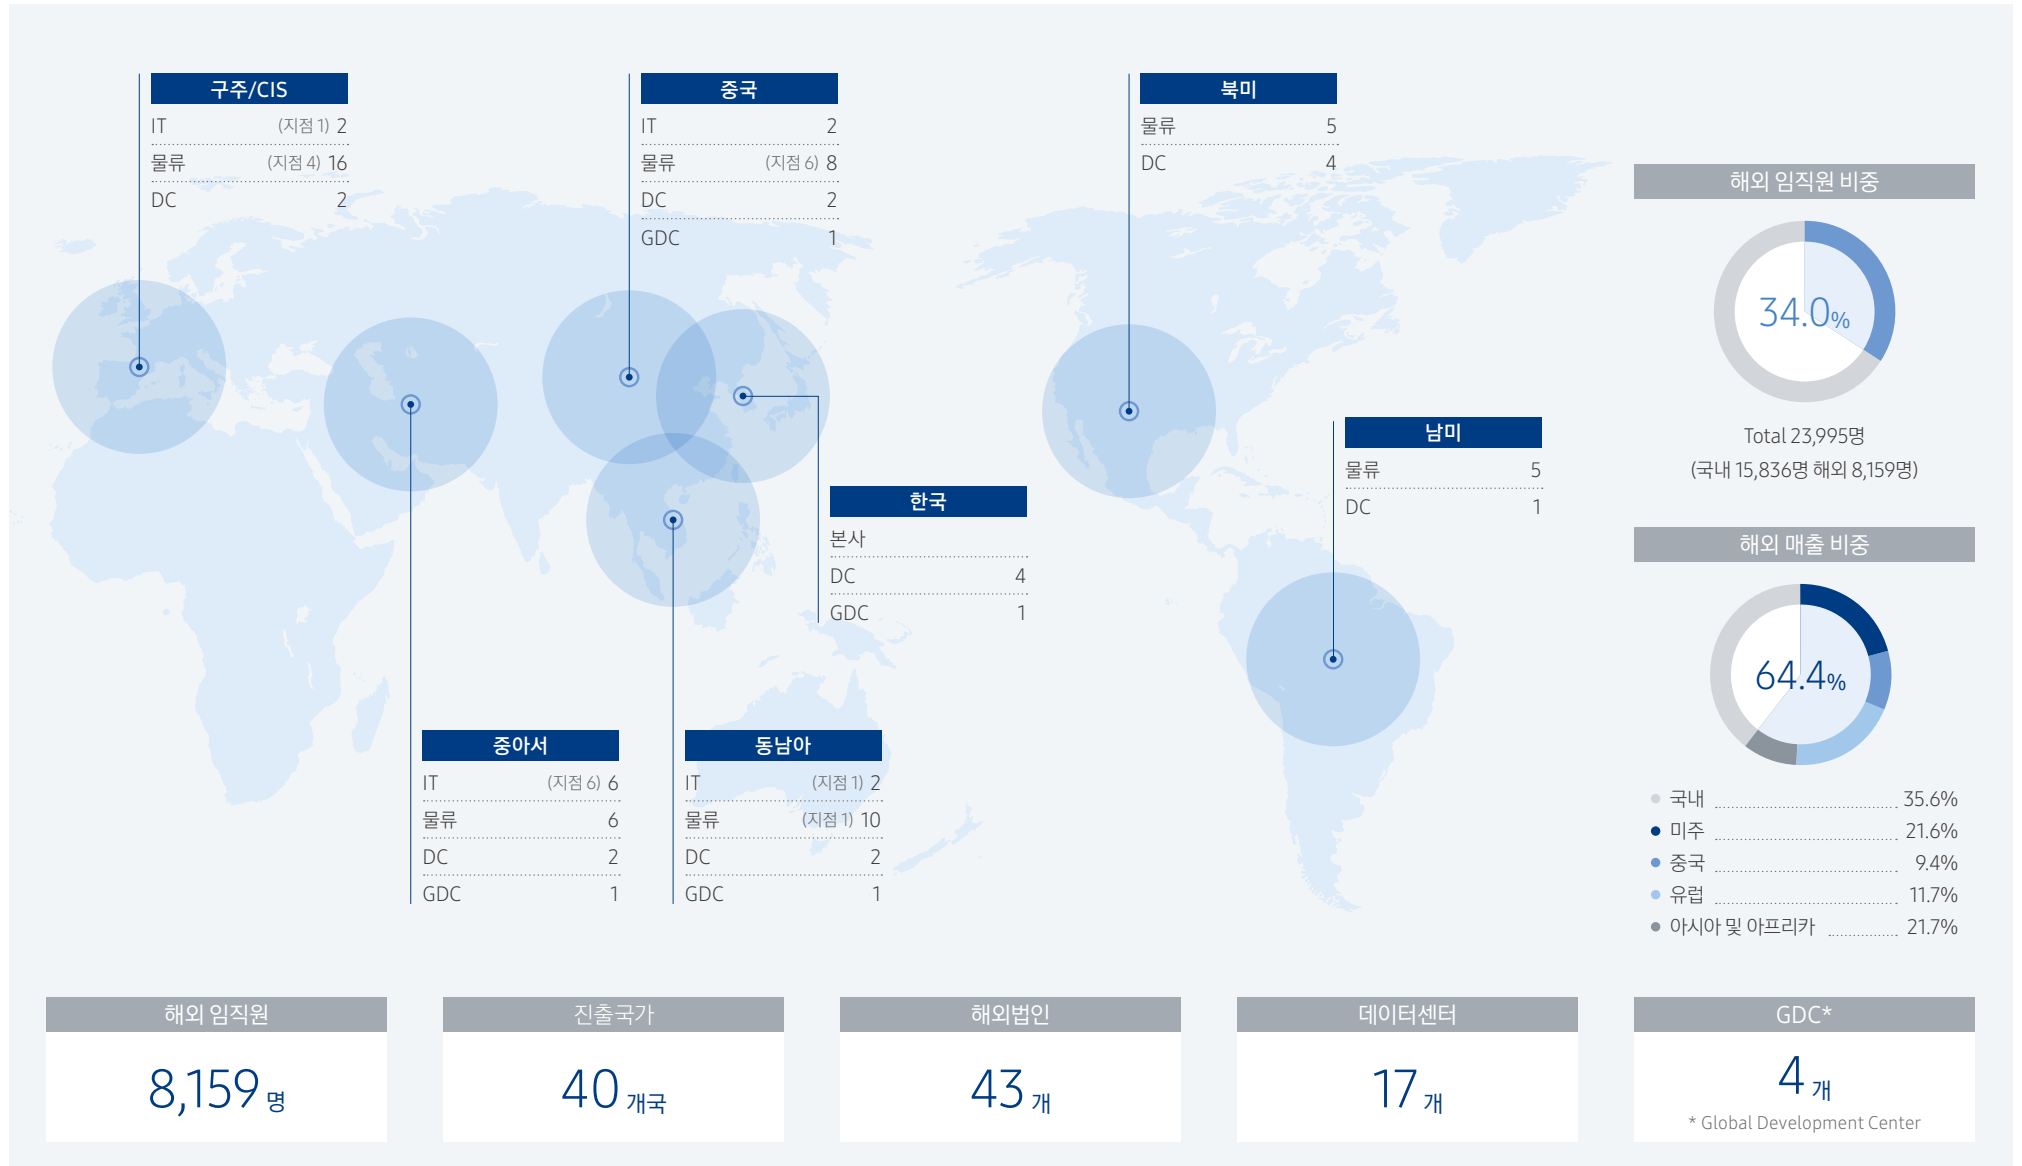 구주/CIS
IT (지점 1) 2
물류 (지점 4) 16
DC 2
중국
IT 2
물류 (지점 6) 8
DC 2
GDC 1
북미
물류 5
DC 4
남미
물류 5
DC 1
한국
본사
DC 4
GDC 1
중아서
IT (지점 6) 6
물류 6
DC 2
GDC 1
동남아
IT (지점 1) 2
물류 (지점 1) 10
DC 2
GDC 1
해외 임직원 비중
34.0%
Total 23,995명
(국내 15,836명 해외 8,159명)
해외 매출 비중
64.4%
국내 35.6%
미주 21.6%
중국 9.4%
유럽 11.7%
아시아 및 아프리카 21.7%
해외 임직원
8,159 명
진출국가
40 개국
해외법인
43 개
데이터센터
17 개
GDC*
4 개
* Global Development Center